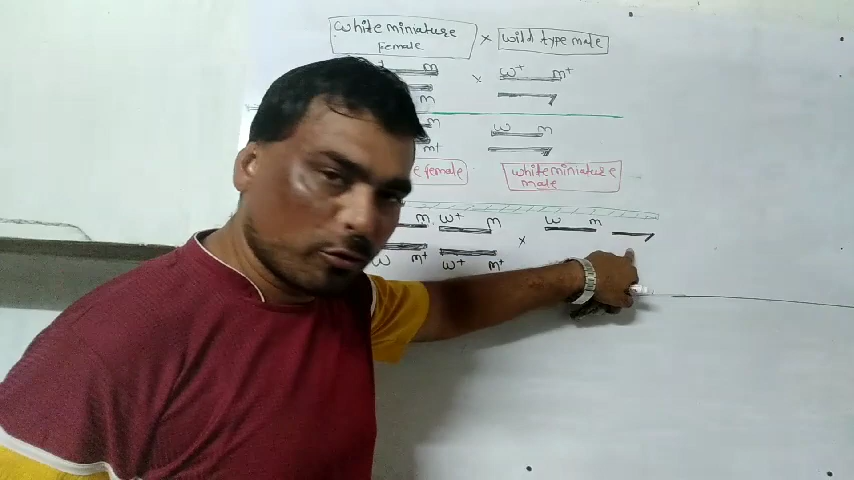 white miniature × wild type male
Female
m × w+ m+
m
m w m
m+
e female white miniature
male
m w+ m w m
×
w m+ w+ m+